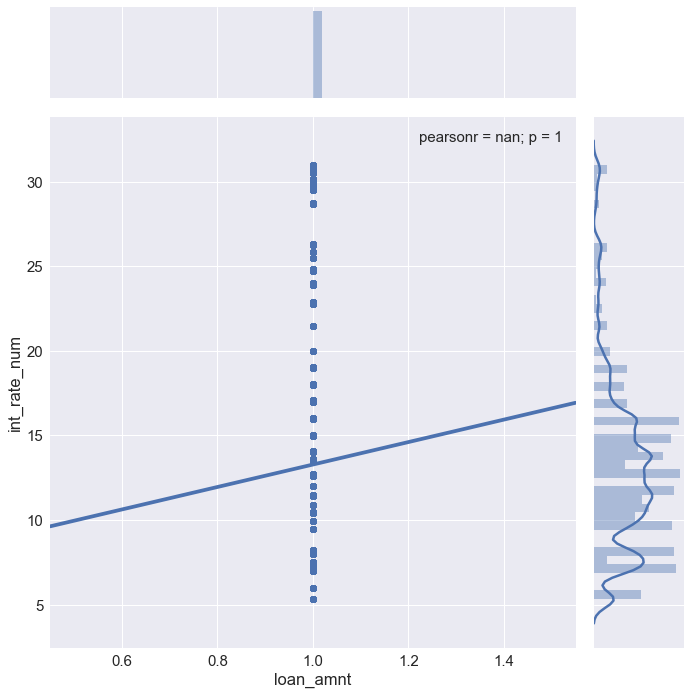 pearsonr = nan; p = 1
30
25
20
15
10
5
int_rate_num
0.6 0.8 1.0 1.2 1.4
loan_amnt